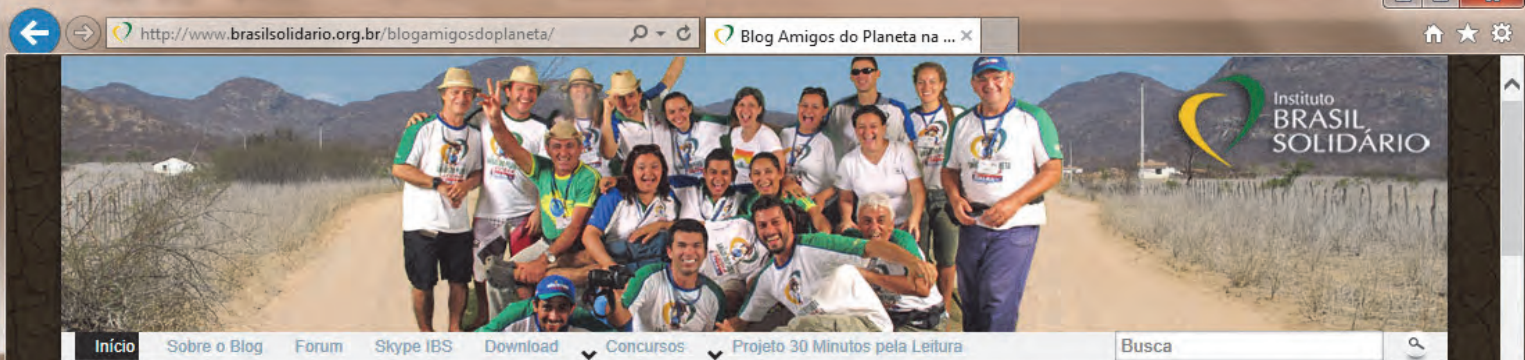 http://www.brasilsolidario.org.br/blogamigosdoplaneta/
Blog Amigos do Planeta na ...
Instituto
BRASIL
SOLIDÁRIO
Início Sobre o Blog Forum Skype IBS Download Concursos Projeto 30 Minutos pela Leitura Busca